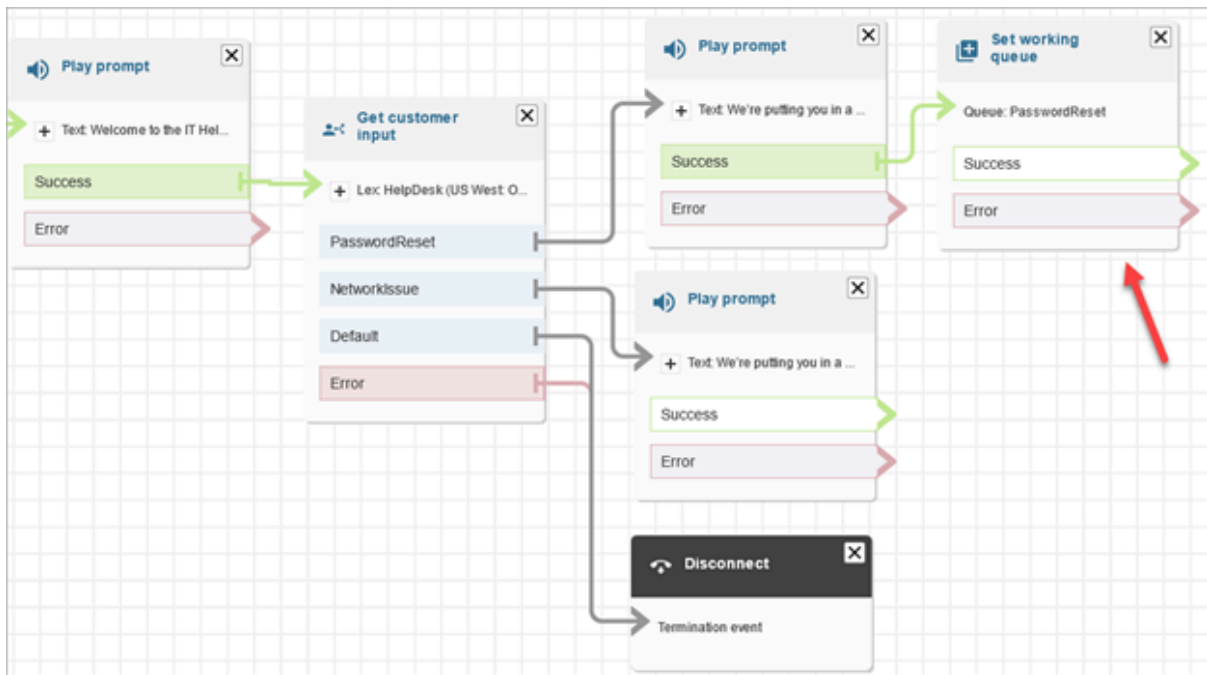 Play prompt
Text: Welcome to the IT Hel...
Success
Error
Get customer
input
Lex: HelpDesk (US West: O...
PasswordReset
NetworkIssue
Default
Error
Play prompt
Text: We're putting you in a ...
Success
Error
Set working
queue
Queue: PasswordReset
Success
Error
Play prompt
Text: We're putting you in a ...
Success
Error
Disconnect
Termination event